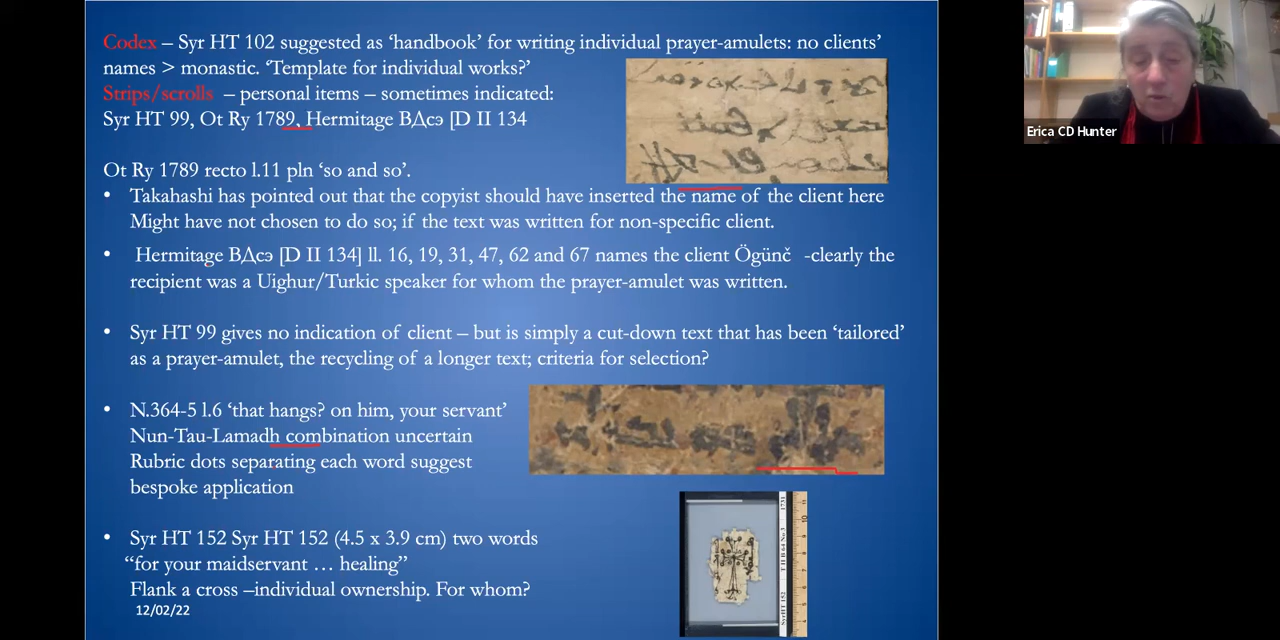 Codex – Syr HT 102 suggested as ‘handbook’ for writing individual prayer-amulets: no clients’
names > monastic. ‘Template for individual works?’
Strips/scrolls – personal items – sometimes indicated:
Syr HT 99, Ot Ry 1789, Hermitage ВДсэ [D II 134
Ot Ry 1789 recto l.11 pln ‘so and so’.
• Takahashi has pointed out that the copyist should have inserted the name of the client here
Might have not chosen to do so; if the text was written for non-specific client.
• Hermitage ВДсэ [D II 134] ll. 16, 19, 31, 47, 62 and 67 names the client Ögünč -clearly the
recipient was a Uighur/Turkic speaker for whom the prayer-amulet was written.
• Syr HT 99 gives no indication of client – but is simply a cut-down text that has been ‘tailored’
as a prayer-amulet, the recycling of a longer text; criteria for selection?
• N.364-5 l.6 ‘that hangs? on him, your servant’
Nun-Tau-Lamadh combination uncertain
Rubric dots separating each word suggest
bespoke application
• Syr HT 152 Syr HT 152 (4.5 x 3.9 cm) two words
“for your maidservant … healing”
Flank a cross –individual ownership. For whom?
12/02/22
Erica CD Hunter